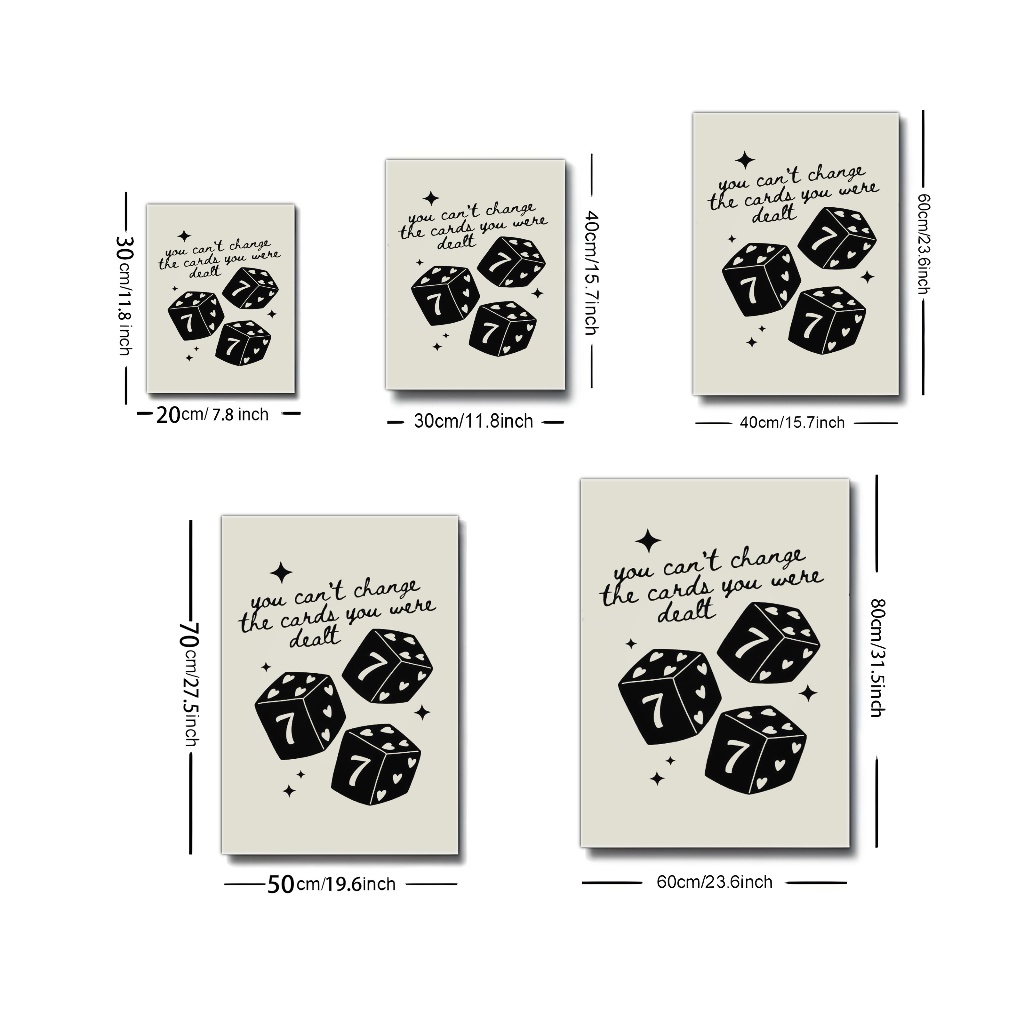 you can't change
the cards you were
dealt
7
7
7
30cm/11.8 inch
20cm/ 7.8 inch
you can't change
the cards you were
dealt
7
7
7
40cm/15.7inch
30cm/11.8inch
you can't change
the cards you were
dealt
7
7
7
60cm/23.6inch
40cm/15.7inch
you can't change
the cards you were
dealt
7
7
7
70cm/27.5inch
50cm/19.6inch
you can't change
the cards you were
dealt
7
7
7
80cm/31.5inch
60cm/23.6inch